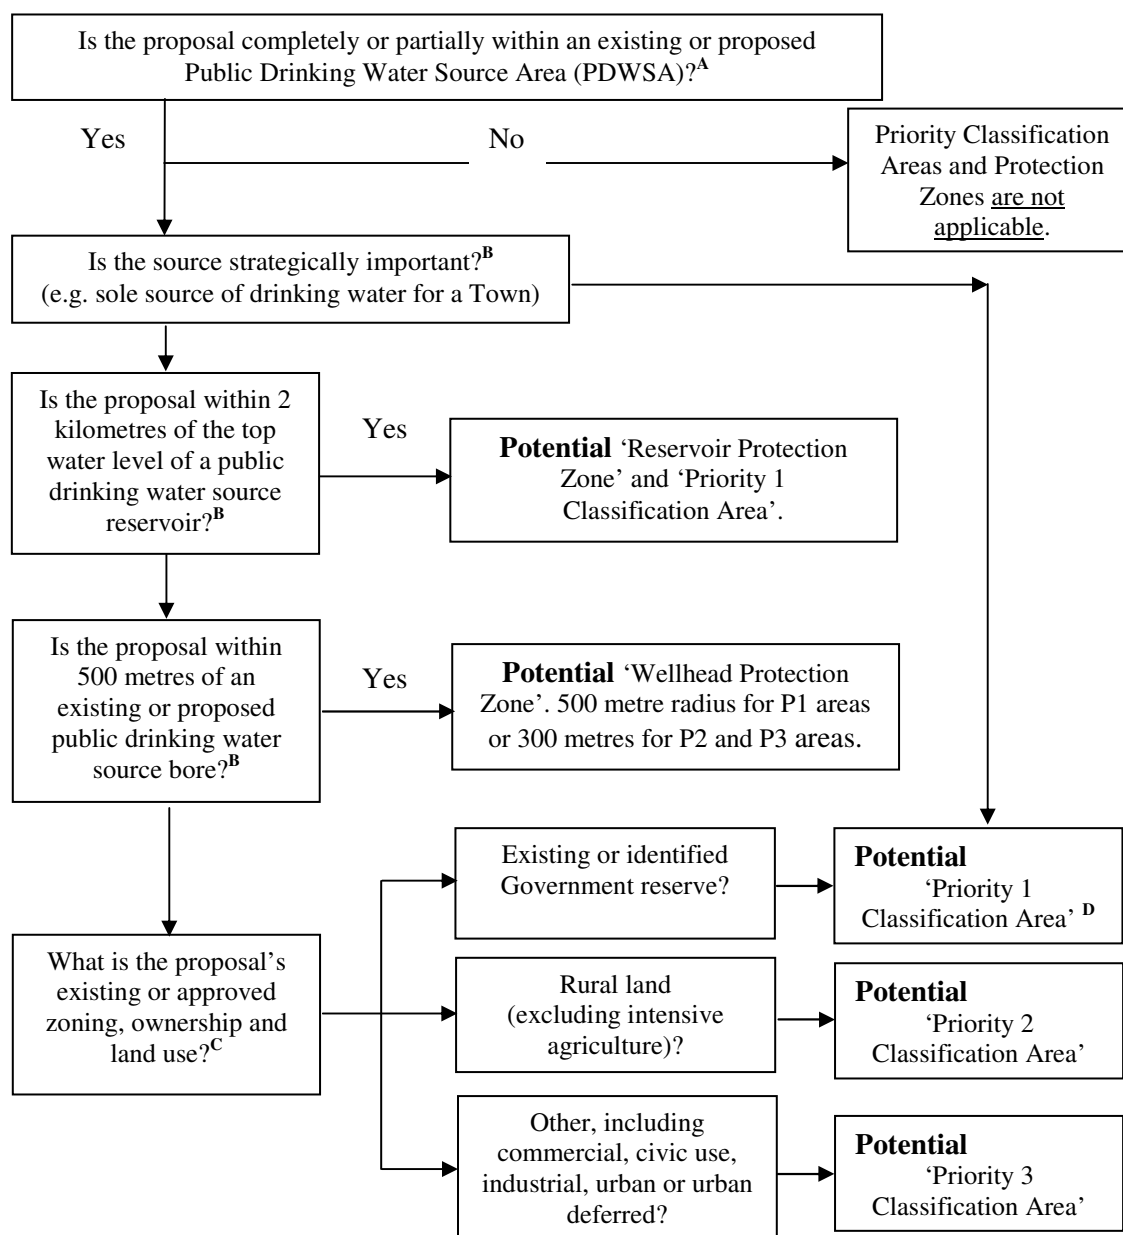 Is the proposal completely or partially within an existing or proposed
Public Drinking Water Source Area (PDWSA)?A
Yes
No
Priority Classification
Areas and Protection
Zones are not
applicable.
Is the source strategically important?B
(e.g. sole source of drinking water for a Town)
Is the proposal within 2
kilometres of the top
water level of a public
drinking water source
reservoir?B
Yes
Potential ‘Reservoir Protection
Zone’ and ‘Priority 1
Classification Area’.
Is the proposal within
500 metres of an
existing or proposed
public drinking water
source bore?B
Yes
Potential ‘Wellhead Protection
Zone’. 500 metre radius for P1 areas
or 300 metres for P2 and P3 areas.
What is the proposal’s
existing or approved
zoning, ownership and
land use?C
Existing or identified
Government reserve?
Potential
‘Priority 1
Classification Area’ D
Rural land
(excluding intensive
agriculture)?
Potential
‘Priority 2
Classification Area’
Other, including
commercial, civic use,
industrial, urban or urban
deferred?
Potential
‘Priority 3
Classification Area’